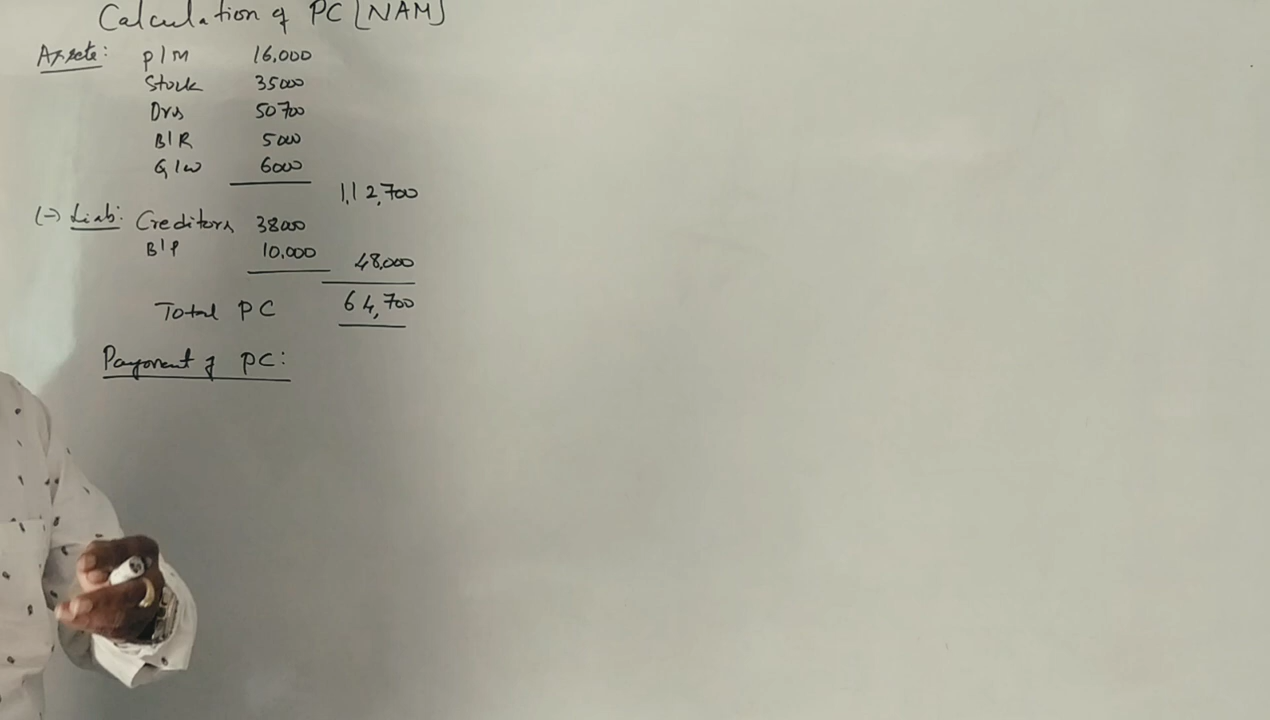 Calculation of PC [NAM]
Assets: P/M 16,000
Stock 35000
Drs 50700
B/R 5000
G/W 6000
1,12,700
(-) Liab: Creditors 38000
B/P 10,000 48,000
Total PC 64,700
Payment of PC: